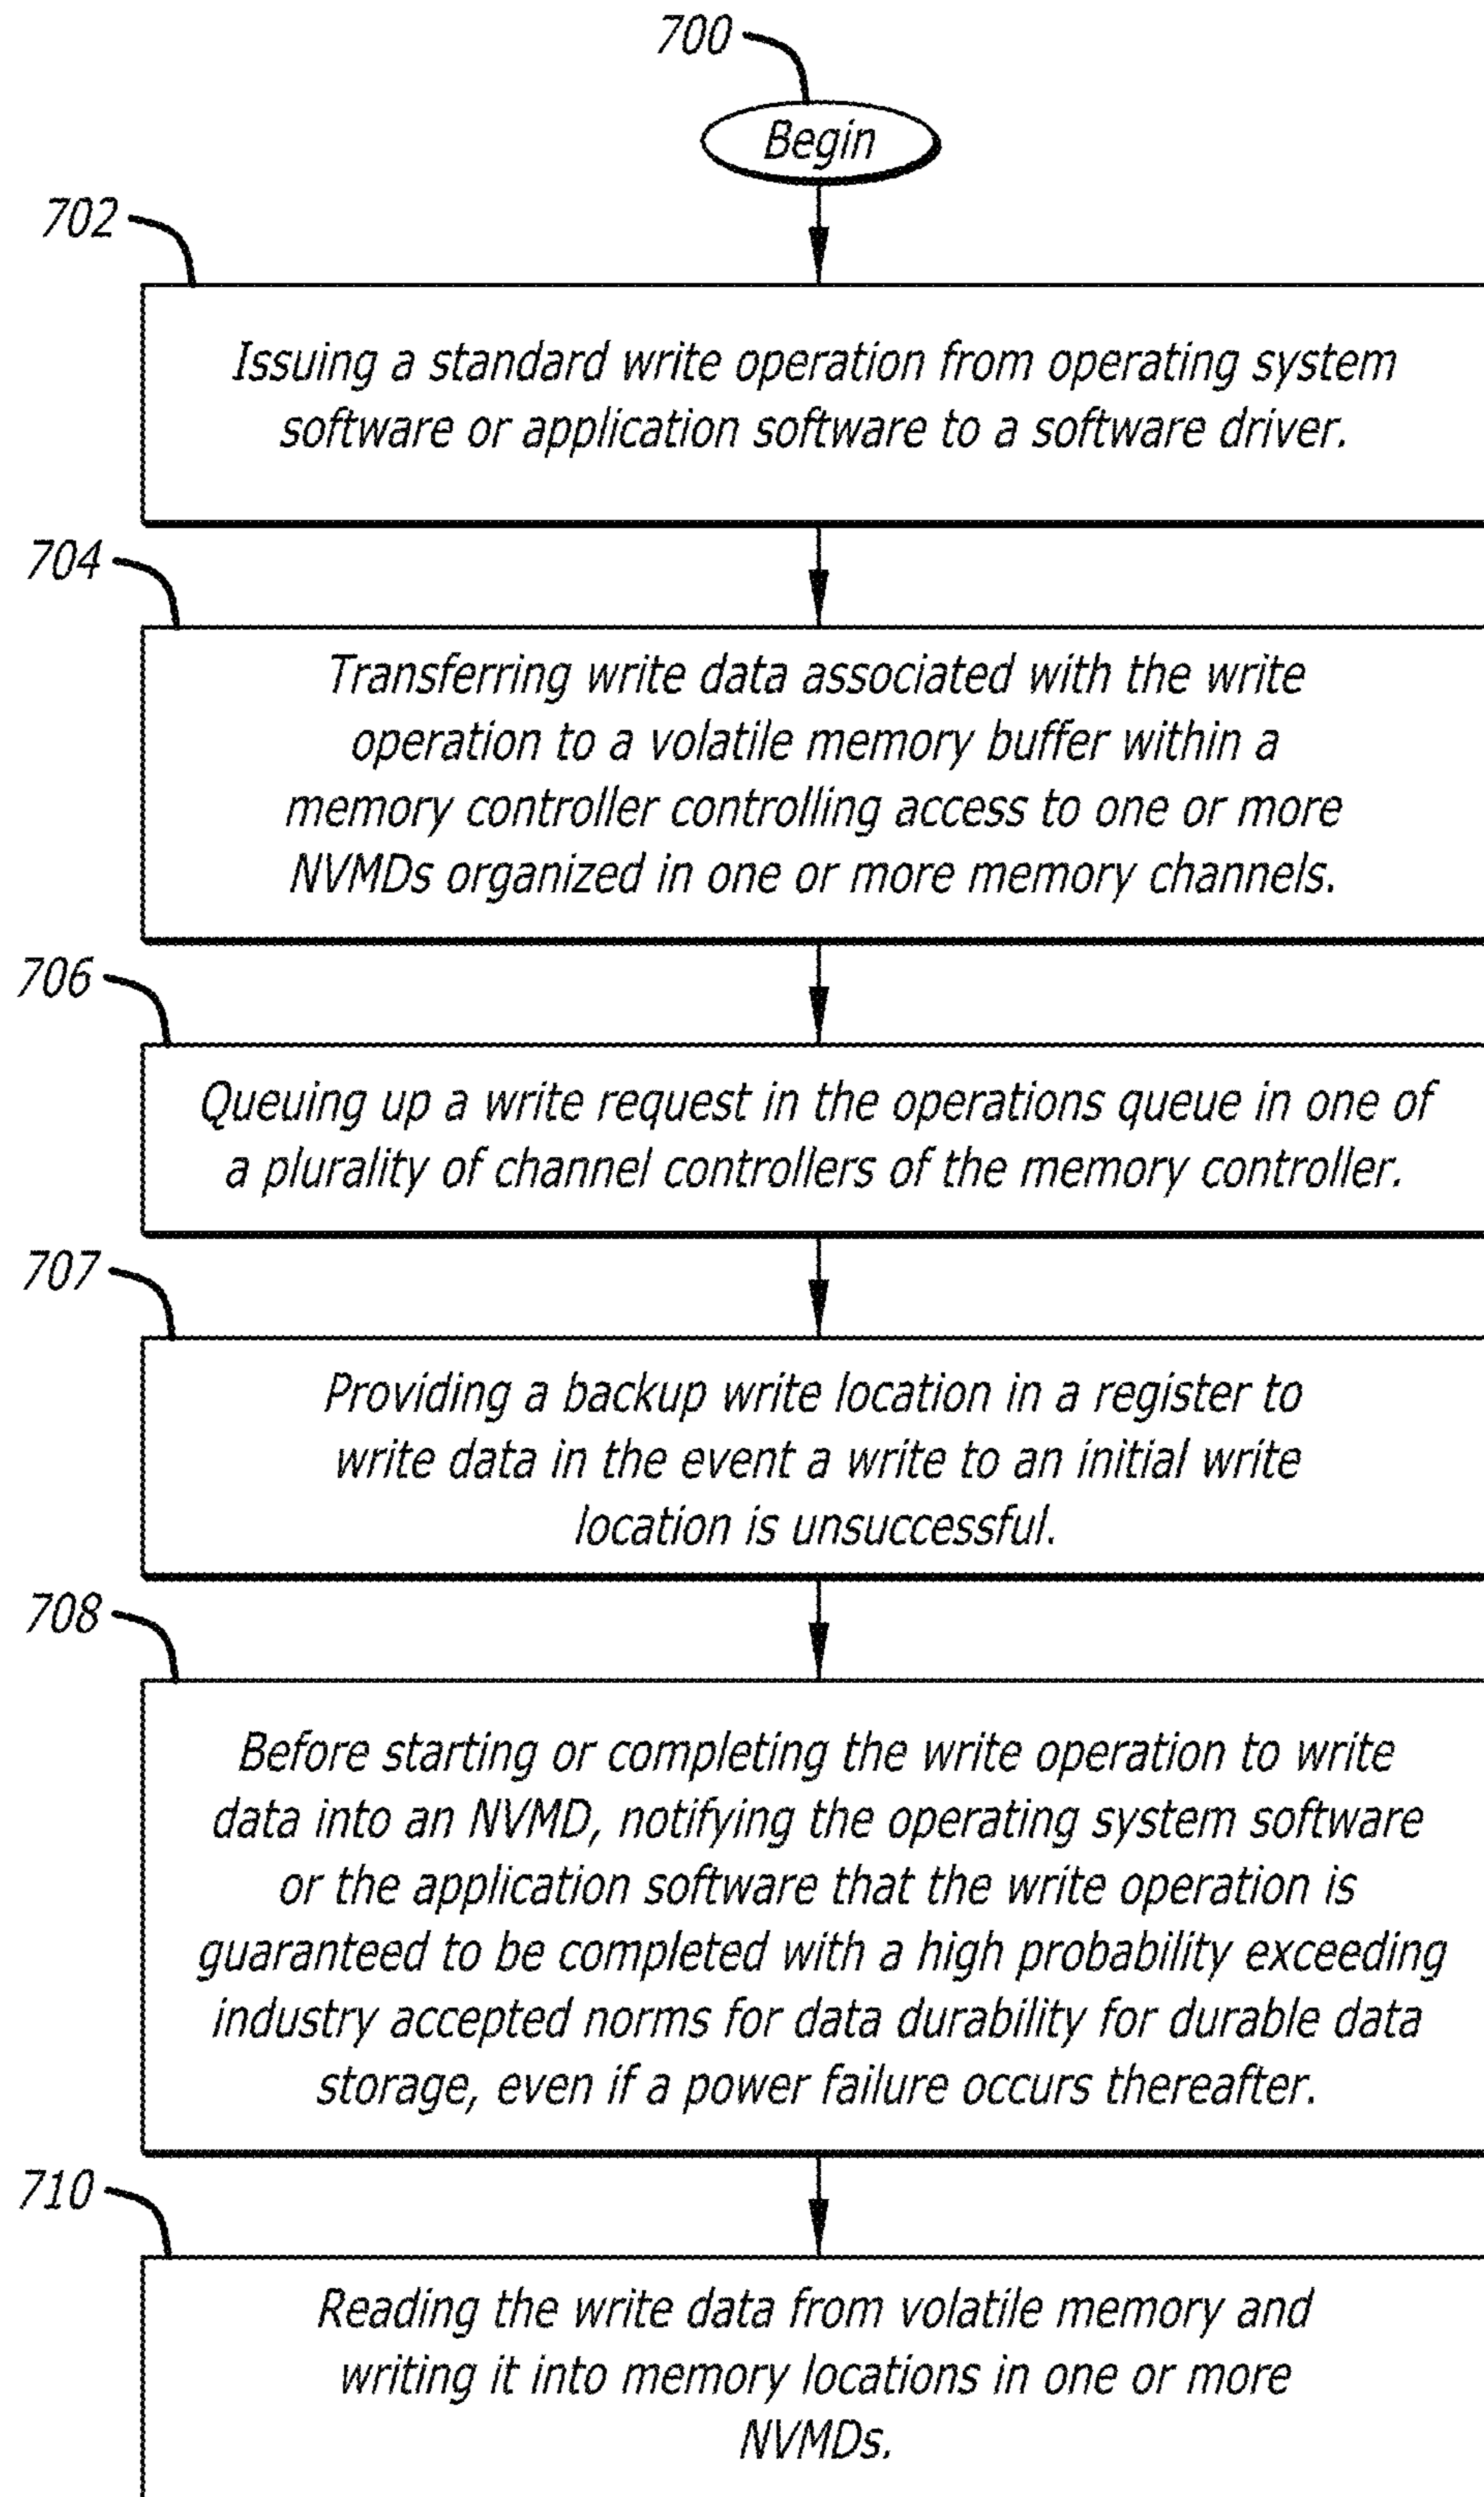 700
Begin
702
Issuing a standard write operation from operating system
software or application software to a software driver.
704
Transferring write data associated with the write
operation to a volatile memory buffer within a
memory controller controlling access to one or more
NVMDs organized in one or more memory channels.
706
Queuing up a write request in the operations queue in one of
a plurality of channel controllers of the memory controller.
707
Providing a backup write location in a register to
write data in the event a write to an initial write
location is unsuccessful.
708
Before starting or completing the write operation to write
data into an NVMD, notifying the operating system software
or the application software that the write operation is
guaranteed to be completed with a high probability exceeding
industry accepted norms for data durability for durable data
storage, even if a power failure occurs thereafter.
710
Reading the write data from volatile memory and
writing it into memory locations in one or more
NVMDs.